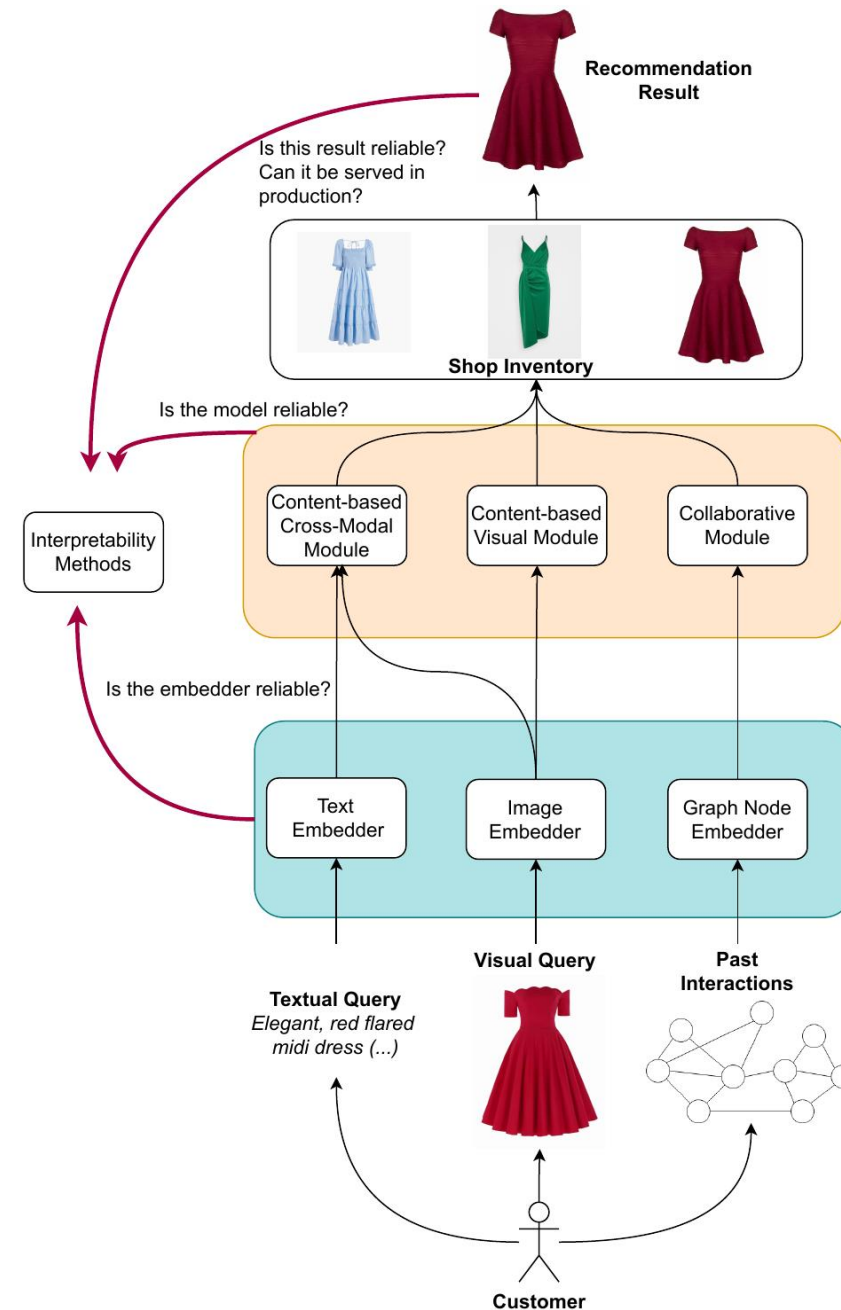 Recommendation
Result
Is this result reliable?
Can it be served in
production?
Shop Inventory
Is the model reliable?
Content-based
Cross-Modal
Module
Content-based
Visual Module
Collaborative
Module
Interpretability
Methods
Is the embedder reliable?
Text
Embedder
Image
Embedder
Graph Node
Embedder
Textual Query
Elegant, red flared
midi dress (...)
Visual Query
Past
Interactions
Customer